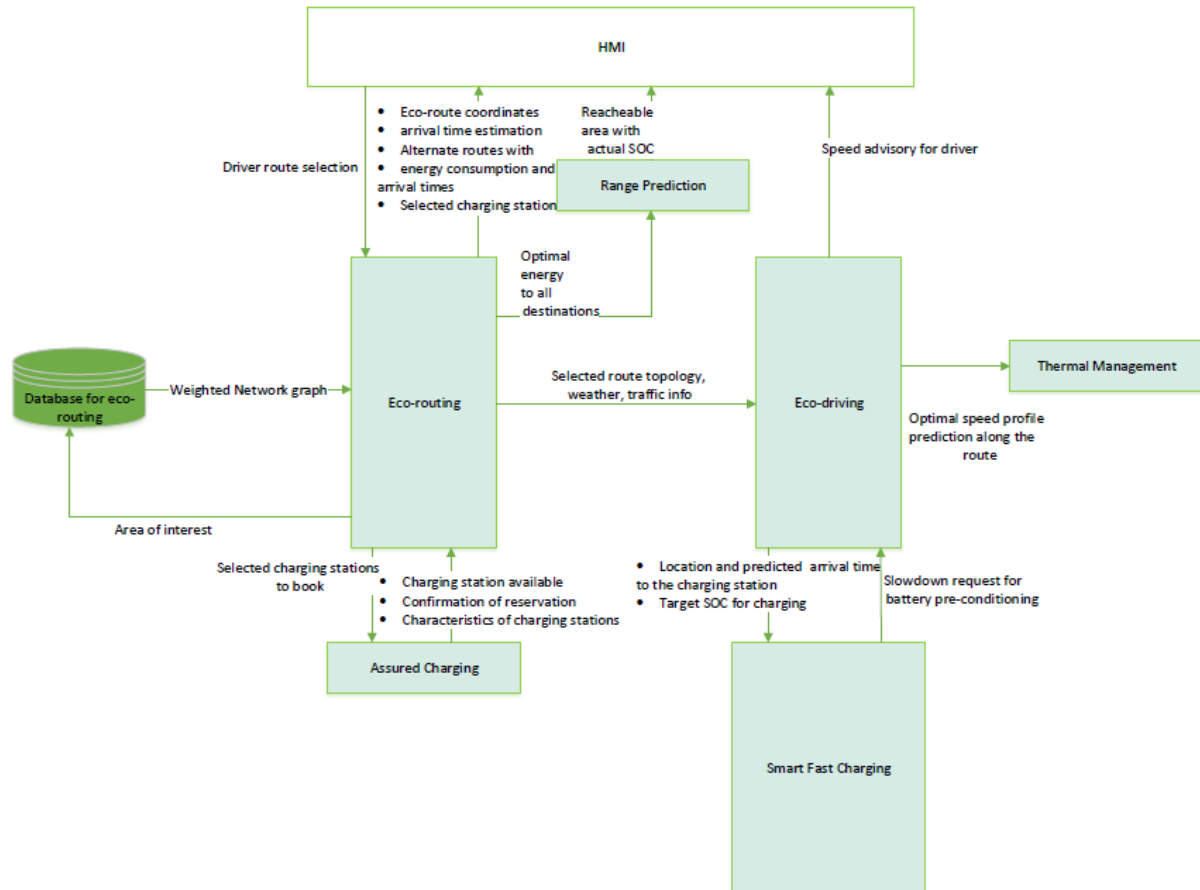 HMI
Driver route selection
• Eco-route coordinates
• arrival time estimation
• Alternate routes with
• energy consumption and
arrival times
• Selected charging station
Reachable
area with
actual SOC
Speed advisory for driver
Range Prediction
Optimal
energy
to all
destinations
Database for eco-
routing
Weighted Network graph
Eco-routing
Selected route topology,
weather, traffic info
Eco-driving
Thermal Management
Optimal speed profile
prediction along the
route
Area of interest
Selected charging stations
to book
• Charging station available
• Confirmation of reservation
• Characteristics of charging stations
• Location and predicted arrival time
to the charging station
• Target SOC for charging
Slowdown request for
battery pre-conditioning
Assured Charging
Smart Fast Charging